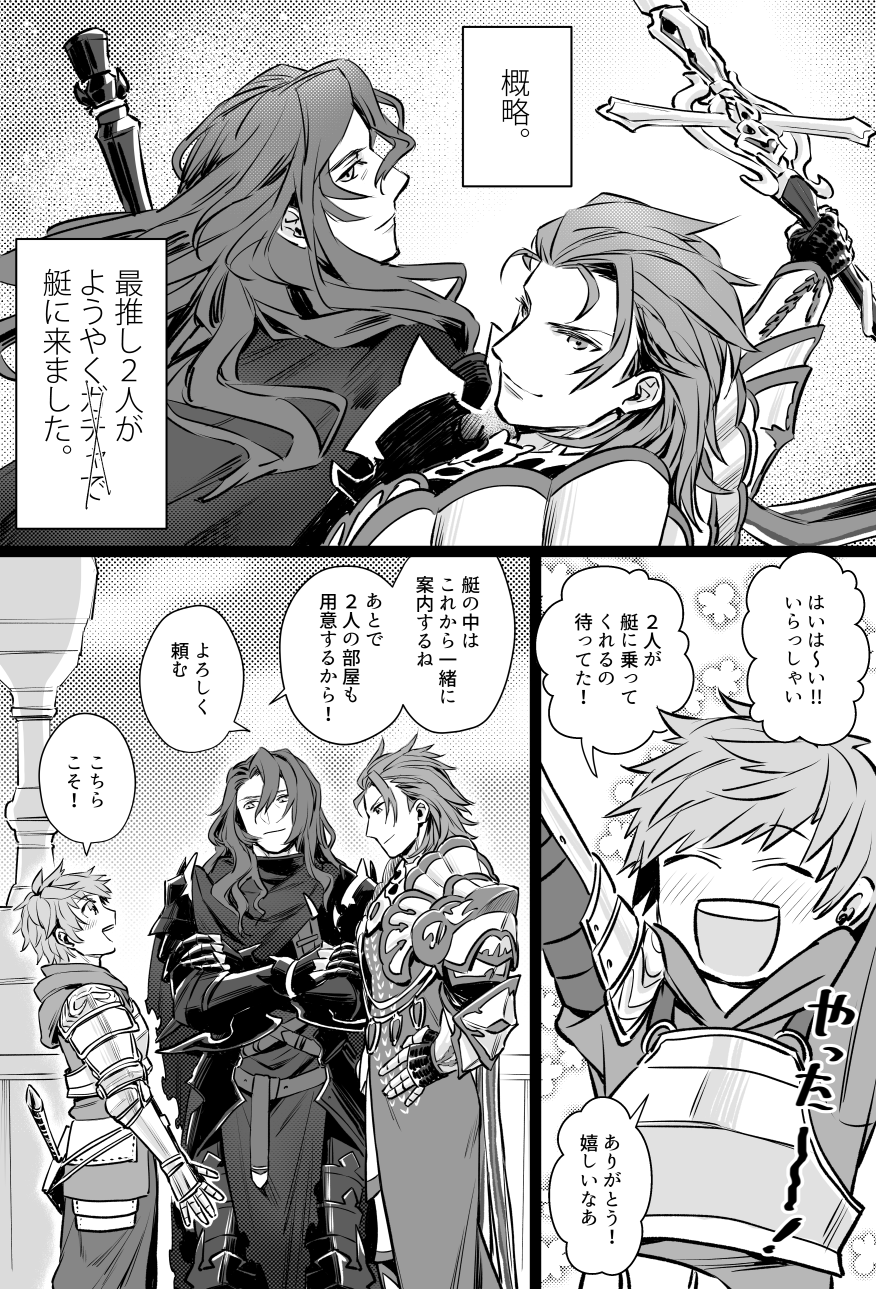 概略。
最推し２人が
ようやくガチャで
艇に来ました。
はいは〜い!!
いらっしゃい
２人が
艇に乗って
くれるの
待ってた！
やったーー！
ありがとう！
嬉しいなあ
艇の中は
これから一緒に
案内するね
あとで
２人の部屋も
用意するから！
よろしく
頼む
こちら
こそ！